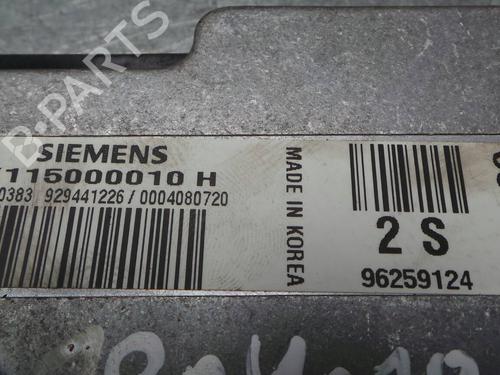 SIEMENS
115000010 H
0383 929441226 / 0004080720
MADE IN KOREA
2 S
96259124
B-PARTS